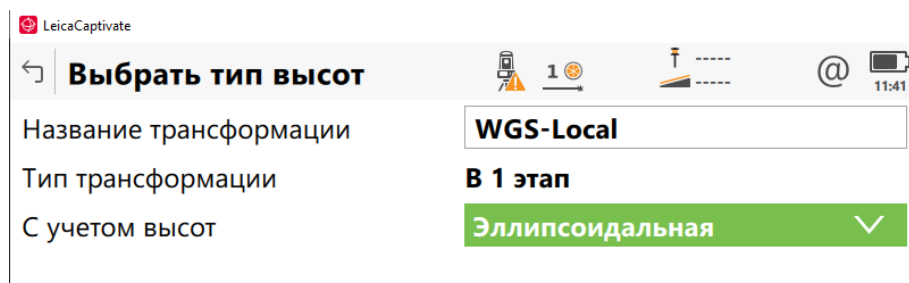 LeicaCaptivate
Выбрать тип высот 1 ----- ----- @ 11:41
Название трансформации WGS-Local
Тип трансформации В 1 этап
С учетом высот Эллипсоидальная